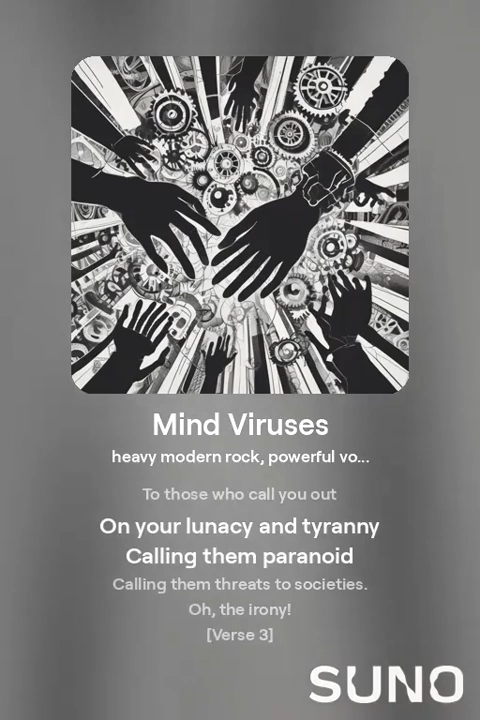 Mind Viruses
heavy modern rock, powerful vo...
To those who call you out
On your lunacy and tyranny
Calling them paranoid
Calling them threats to societies.
Oh, the irony!
[Verse 3]
SUNO